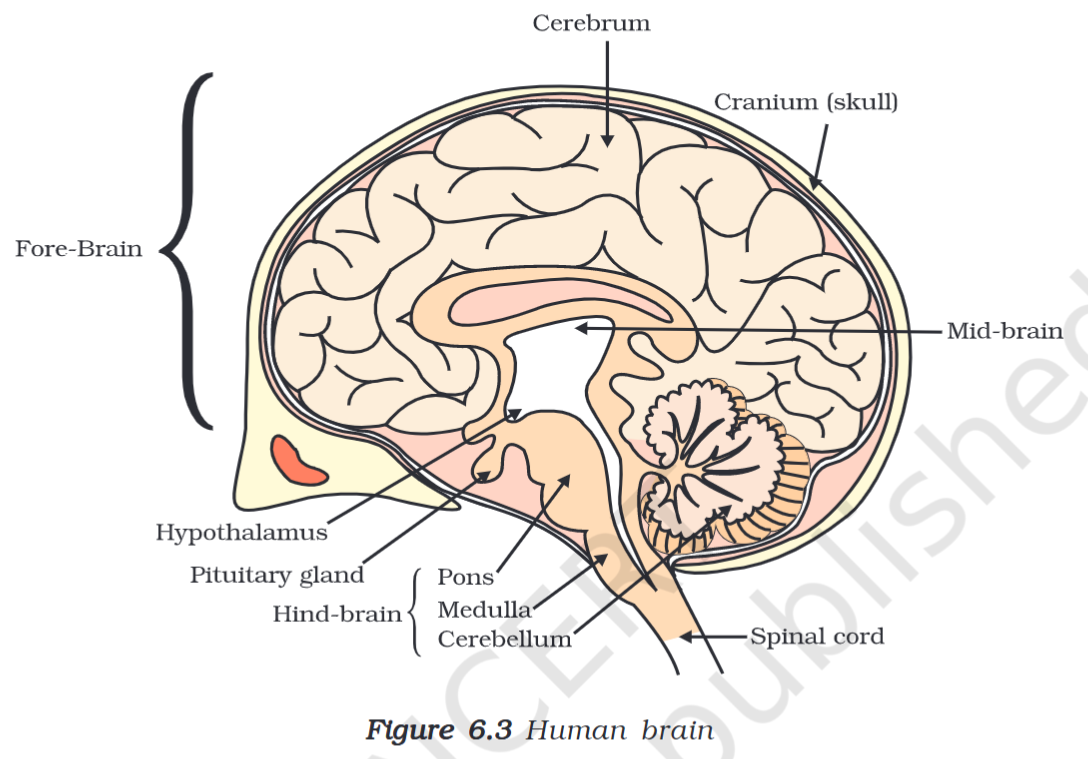 Cerebrum
Cranium (skull)
Fore-Brain
Mid-brain
Hypothalamus
Pituitary gland
Hind-brain
Pons
Medulla
Cerebellum
Spinal cord
Figure 6.3 Human brain
published